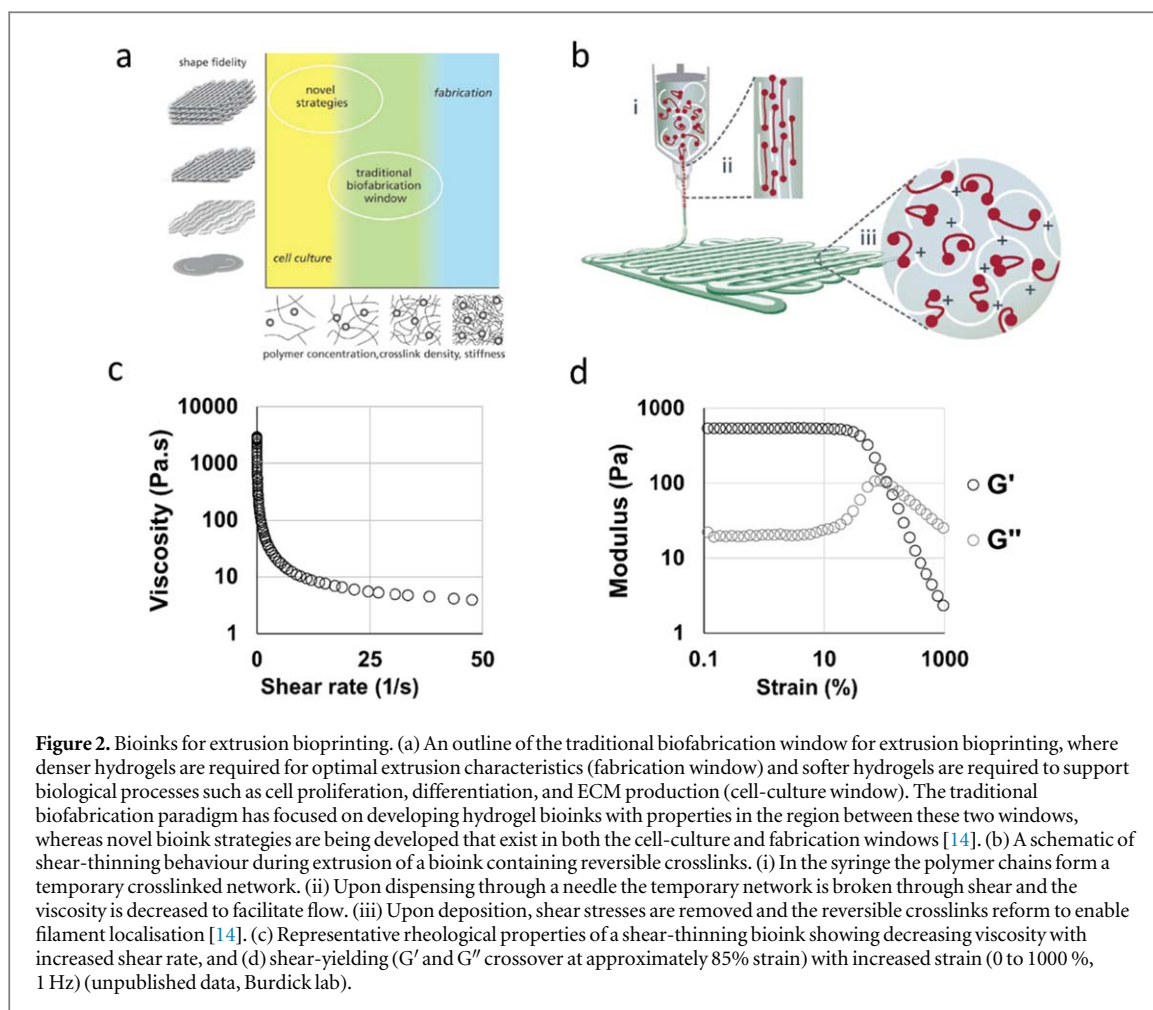 a
shape fidelity
novel
strategies
fabrication
traditional
biofabrication
window
cell culture
polymer concentration,crosslink density, stiffness
b
i
ii
iii
+
+
+
+
+
+
+
+
c
10000
1000
100
10
1
Viscosity (Pa.s)
0
25
50
Shear rate (1/s)
d
1000
100
10
1
Modulus (Pa)
0.1
10
1000
Strain (%)
G'
G"
Figure 2. Bioinks for extrusion bioprinting. (a) An outline of the traditional biofabrication window for extrusion bioprinting, where
denser hydrogels are required for optimal extrusion characteristics (fabrication window) and softer hydrogels are required to support
biological processes such as cell proliferation, differentiation, and ECM production (cell-culture window). The traditional
biofabrication paradigm has focused on developing hydrogel bioinks with properties in the region between these two windows,
whereas novel bioink strategies are being developed that exist in both the cell-culture and fabrication windows [14]. (b) A schematic of
shear-thinning behaviour during extrusion of a bioink containing reversible crosslinks. (i) In the syringe the polymer chains form a
temporary crosslinked network. (ii) Upon dispensing through a needle the temporary network is broken through shear and the
viscosity is decreased to facilitate flow. (iii) Upon deposition, shear stresses are removed and the reversible crosslinks reform to enable
filament localisation [14]. (c) Representative rheological properties of a shear-thinning bioink showing decreasing viscosity with
increased shear rate, and (d) shear-yielding (G′ and G″ crossover at approximately 85% strain) with increased strain (0 to 1000 %,
1 Hz) (unpublished data, Burdick lab).